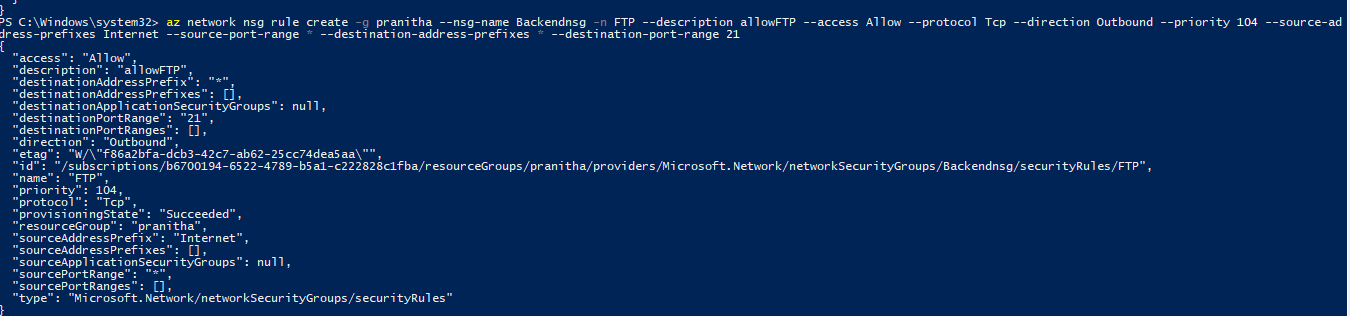 }
PS C:\Windows\system32> az network nsg rule create -g pranitha --nsg-name Backendnsg -n FTP --description allowFTP --access Allow --protocol Tcp --direction Outbound --priority 104 --source-ad
dress-prefixes Internet --source-port-range * --destination-address-prefixes * --destination-port-range 21
{
  "access": "Allow",
  "description": "allowFTP",
  "destinationAddressPrefix": "*",
  "destinationAddressPrefixes": [],
  "destinationApplicationSecurityGroups": null,
  "destinationPortRange": "21",
  "destinationPortRanges": [],
  "direction": "Outbound",
  "etag": "W/\"f86a2bfa-dcb3-42c7-ab62-25cc74dea5aa\"",
  "id": "/subscriptions/b6700194-6522-4789-b5a1-c222828c1fba/resourceGroups/pranitha/providers/Microsoft.Network/networkSecurityGroups/Backendnsg/securityRules/FTP",
  "name": "FTP",
  "priority": 104,
  "protocol": "Tcp",
  "provisioningState": "Succeeded",
  "resourceGroup": "pranitha",
  "sourceAddressPrefix": "Internet",
  "sourceAddressPrefixes": [],
  "sourceApplicationSecurityGroups": null,
  "sourcePortRange": "*",
  "sourcePortRanges": [],
  "type": "Microsoft.Network/networkSecurityGroups/securityRules"
}